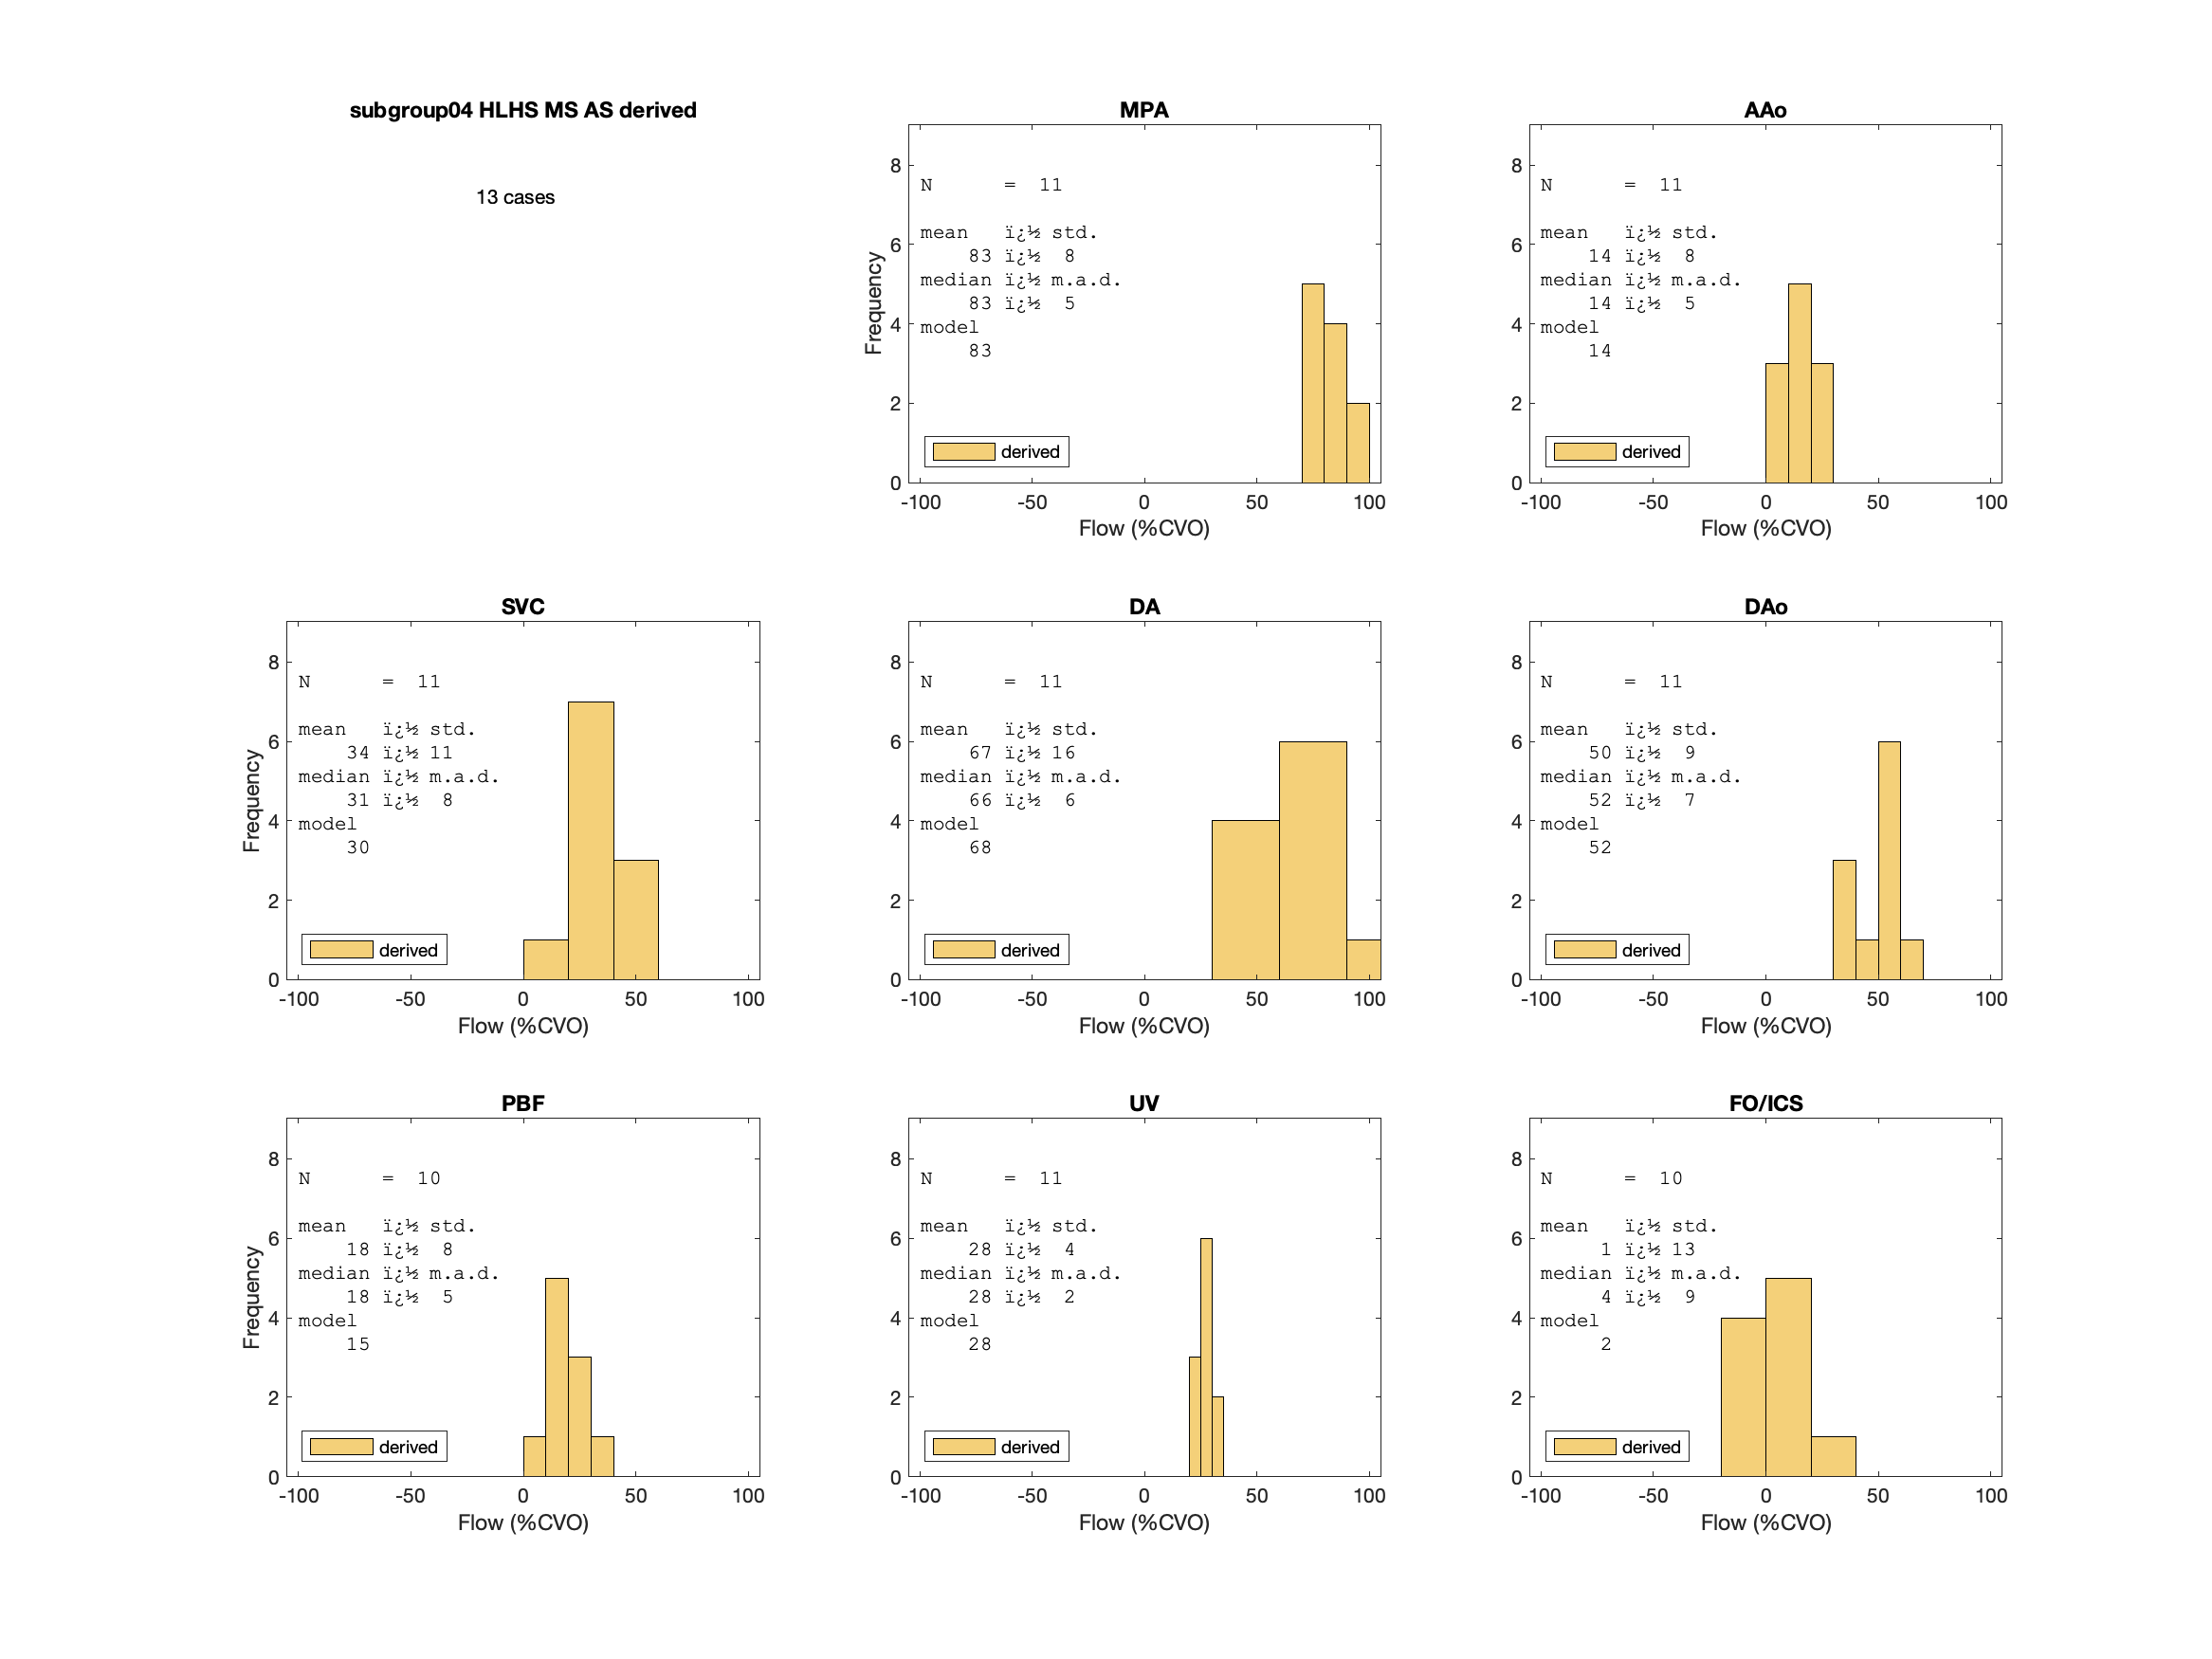 subgroup04 HLHS MS AS derived
13 cases
MPA
N = 11
mean ï¿½ std.
83 ï¿½ 8
median ï¿½ m.a.d.
83 ï¿½ 5
model
83
derived
Frequency
0 2 4 6 8
-100 -50 0 50 100
Flow (%CVO)
AAo
N = 11
mean ï¿½ std.
14 ï¿½ 8
median ï¿½ m.a.d.
14 ï¿½ 5
model
14
derived
0 2 4 6 8
-100 -50 0 50 100
Flow (%CVO)
SVC
N = 11
mean ï¿½ std.
34 ï¿½ 11
median ï¿½ m.a.d.
31 ï¿½ 8
model
30
derived
Frequency
0 2 4 6 8
-100 -50 0 50 100
Flow (%CVO)
DA
N = 11
mean ï¿½ std.
67 ï¿½ 16
median ï¿½ m.a.d.
66 ï¿½ 6
model
68
derived
0 2 4 6 8
-100 -50 0 50 100
Flow (%CVO)
DAo
N = 11
mean ï¿½ std.
50 ï¿½ 9
median ï¿½ m.a.d.
52 ï¿½ 7
model
52
derived
0 2 4 6 8
-100 -50 0 50 100
Flow (%CVO)
PBF
N = 10
mean ï¿½ std.
18 ï¿½ 8
median ï¿½ m.a.d.
18 ï¿½ 5
model
15
derived
Frequency
0 2 4 6 8
-100 -50 0 50 100
Flow (%CVO)
UV
N = 11
mean ï¿½ std.
28 ï¿½ 4
median ï¿½ m.a.d.
28 ï¿½ 2
model
28
derived
0 2 4 6 8
-100 -50 0 50 100
Flow (%CVO)
FO/ICS
N = 10
mean ï¿½ std.
1 ï¿½ 13
median ï¿½ m.a.d.
4 ï¿½ 9
model
2
derived
0 2 4 6 8
-100 -50 0 50 100
Flow (%CVO)